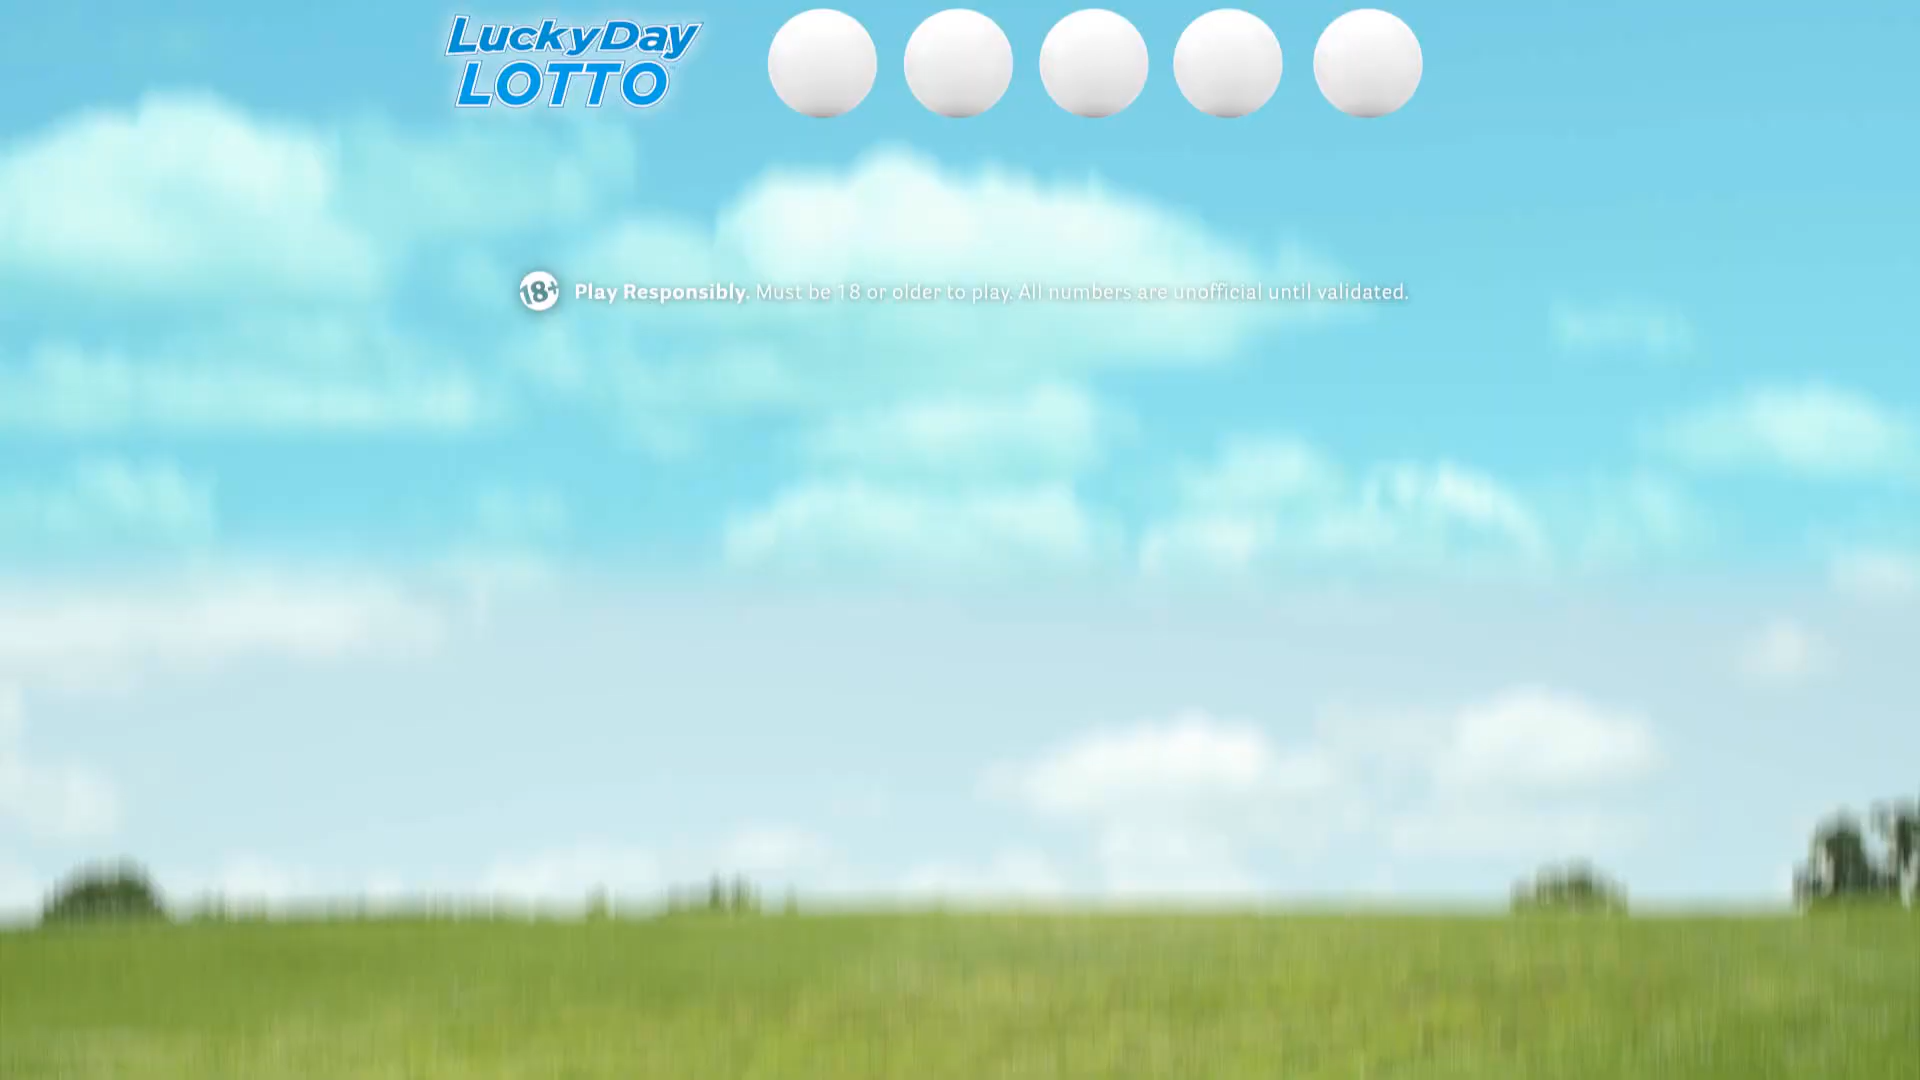 LuckyDay
LOTTO
18+ Play Responsibly. Must be 18 or older to play. All numbers are unofficial until validated.